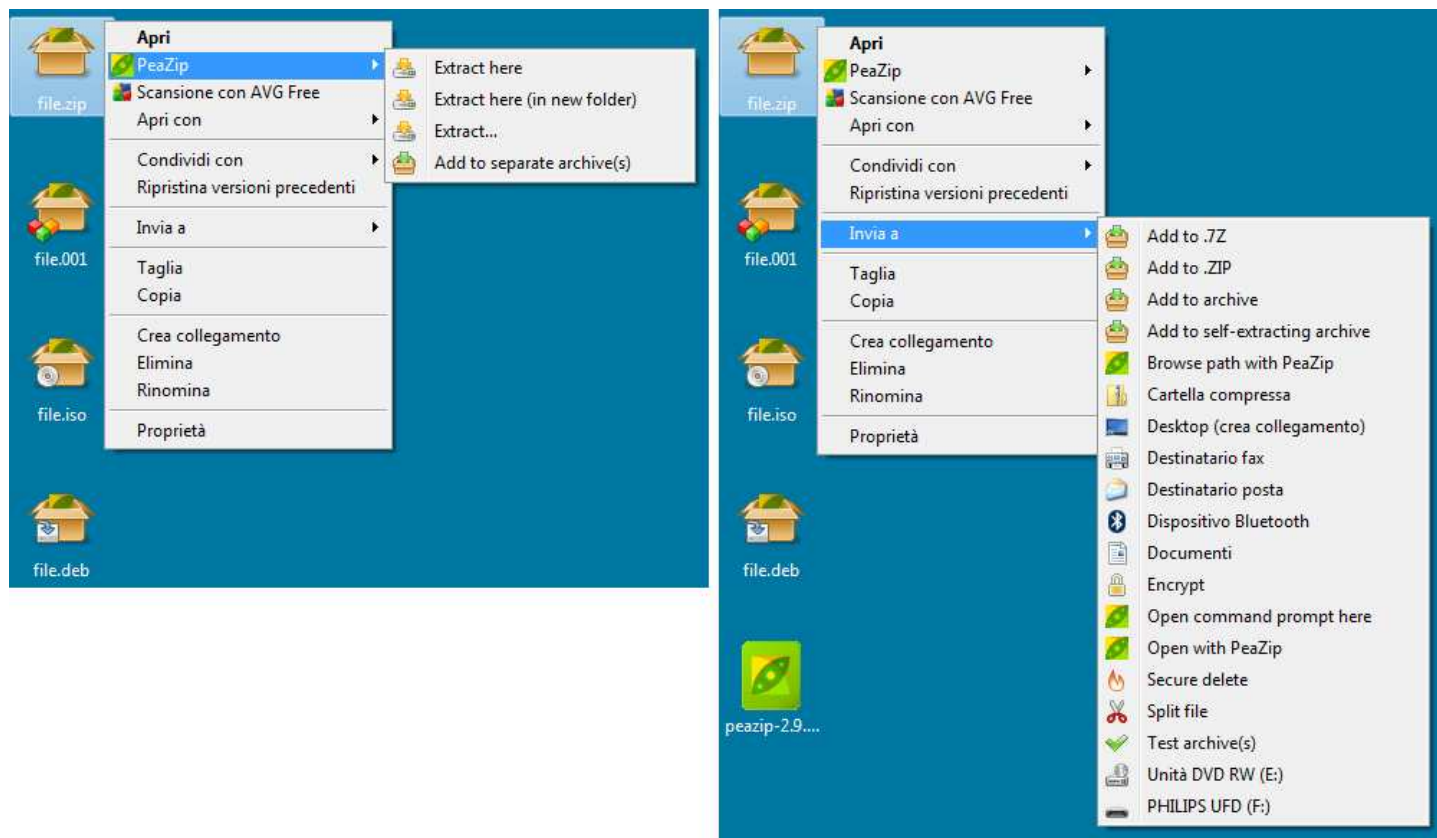 file.zip
Apri
PeaZip
Scansione con AVG Free
Apri con
Condividi con
Ripristina versioni precedenti
Invia a
Taglia
Copia
Crea collegamento
Elimina
Rinomina
Proprietà
Extract here
Extract here (in new folder)
Extract...
Add to separate archive(s)
file.001
file.iso
file.deb
file.zip
Apri
PeaZip
Scansione con AVG Free
Apri con
Condividi con
Ripristina versioni precedenti
Invia a
Taglia
Copia
Crea collegamento
Elimina
Rinomina
Proprietà
Add to .7Z
Add to .ZIP
Add to archive
Add to self-extracting archive
Browse path with PeaZip
Cartella compressa
Desktop (crea collegamento)
Destinatario fax
Destinatario posta
Dispositivo Bluetooth
Documenti
Encrypt
Open command prompt here
Open with PeaZip
Secure delete
Split file
Test archive(s)
Unità DVD RW (E:)
PHILIPS UFD (F:)
file.001
file.iso
file.deb
peazip-2.9....